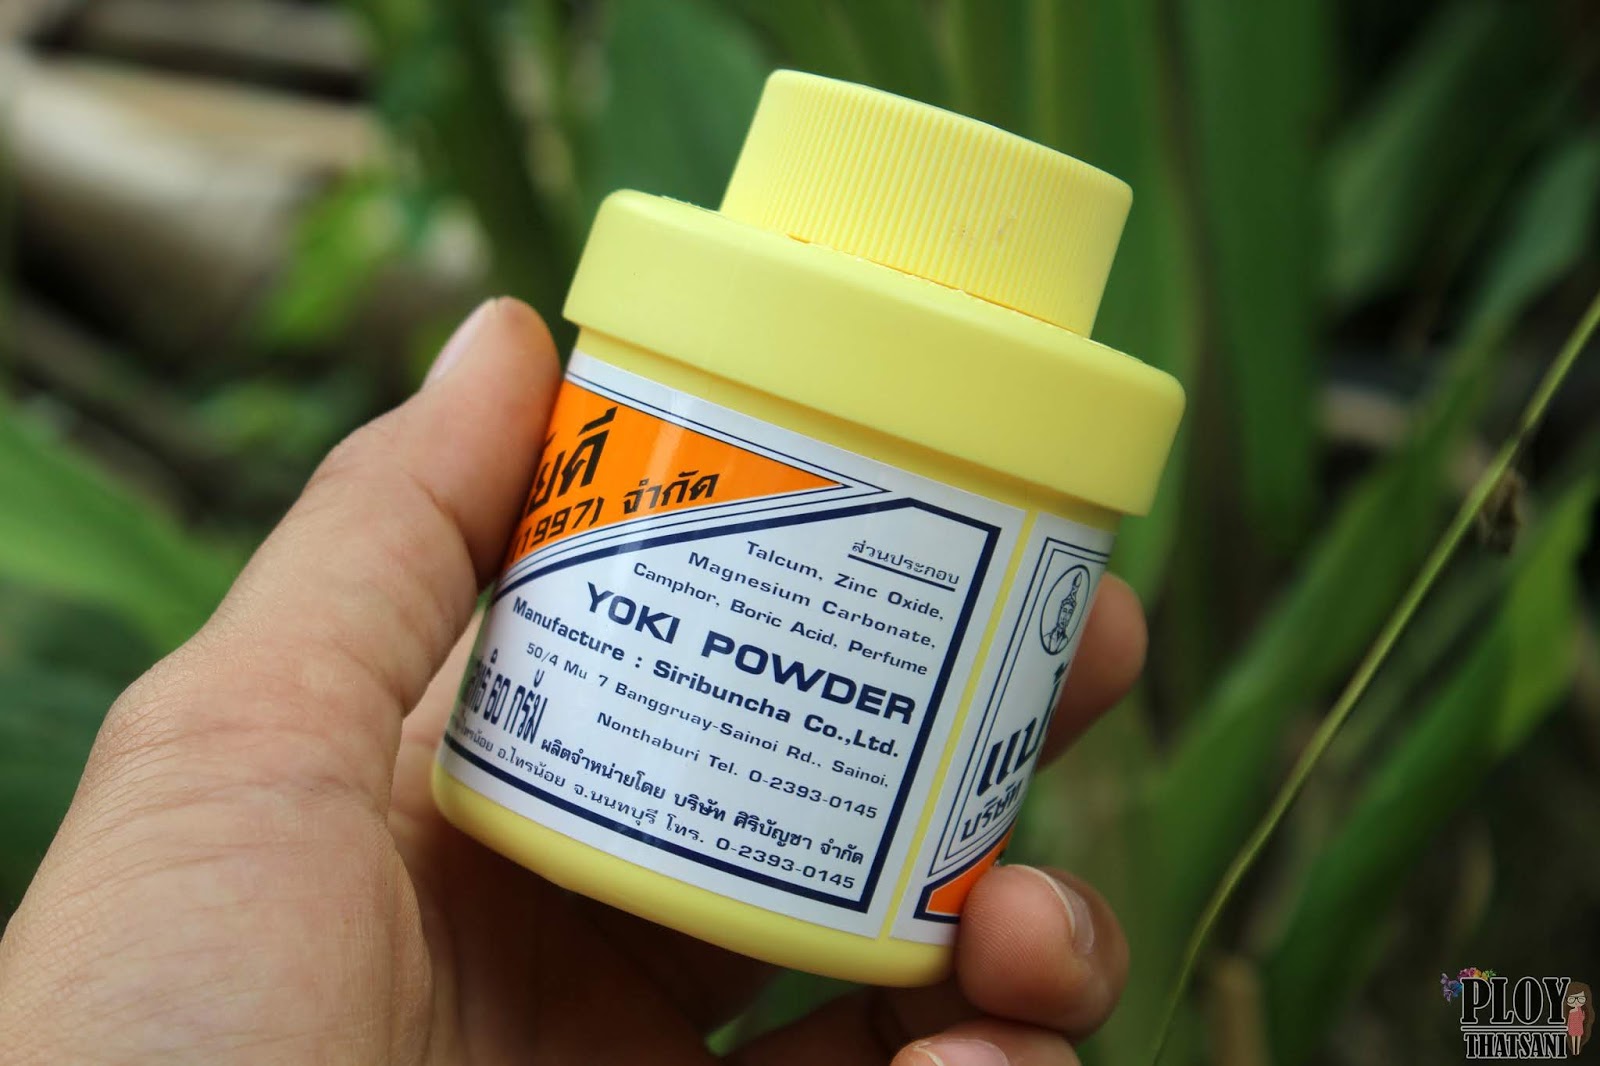 (1997) จำกัด
ส่วนประกอบ
Talcum, Zinc Oxide,
Magnesium Carbonate,
Camphor, Boric Acid, Perfume
YOKI POWDER
Manufacture : Siribuncha Co.,Ltd.
50/4 Mu 7 Banggruay-Sainoi Rd., Sainoi,
Nonthaburi Tel. 0-2393-0145
60 กรัม
ผลิตจำหน่ายโดย บริษัท ศิริบัญชา จำกัด
อ.ไทรน้อย จ.นนทบุรี โทร. 0-2393-0145
บริษัท
PLOY
THATSANI